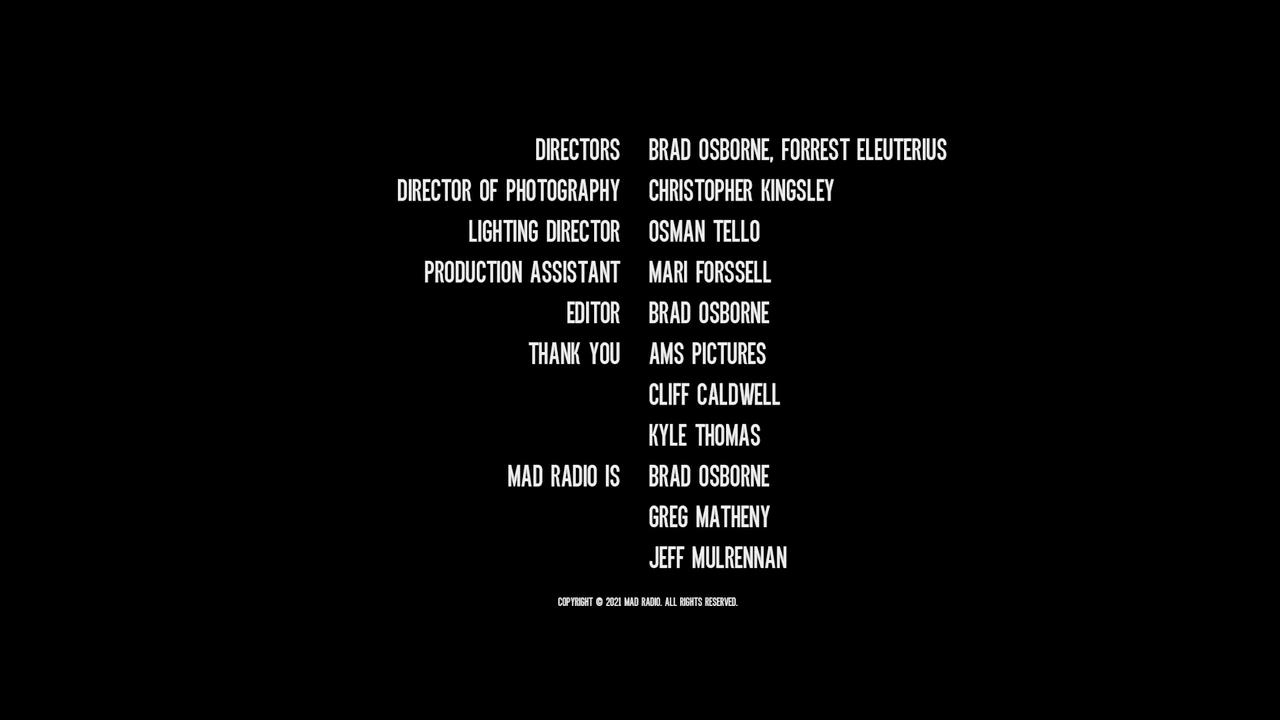 DIRECTORS BRAD OSBORNE, FORREST ELEUTERIUS
DIRECTOR OF PHOTOGRAPHY CHRISTOPHER KINGSLEY
LIGHTING DIRECTOR OSMAN TELLO
PRODUCTION ASSISTANT MARI FORSSELL
EDITOR BRAD OSBORNE
THANK YOU AMS PICTURES
CLIFF CALDWELL
KYLE THOMAS
MAD RADIO IS BRAD OSBORNE
GREG MATHENY
JEFF MULRENNAN
COPYRIGHT © 2021 MAD RADIO. ALL RIGHTS RESERVED.